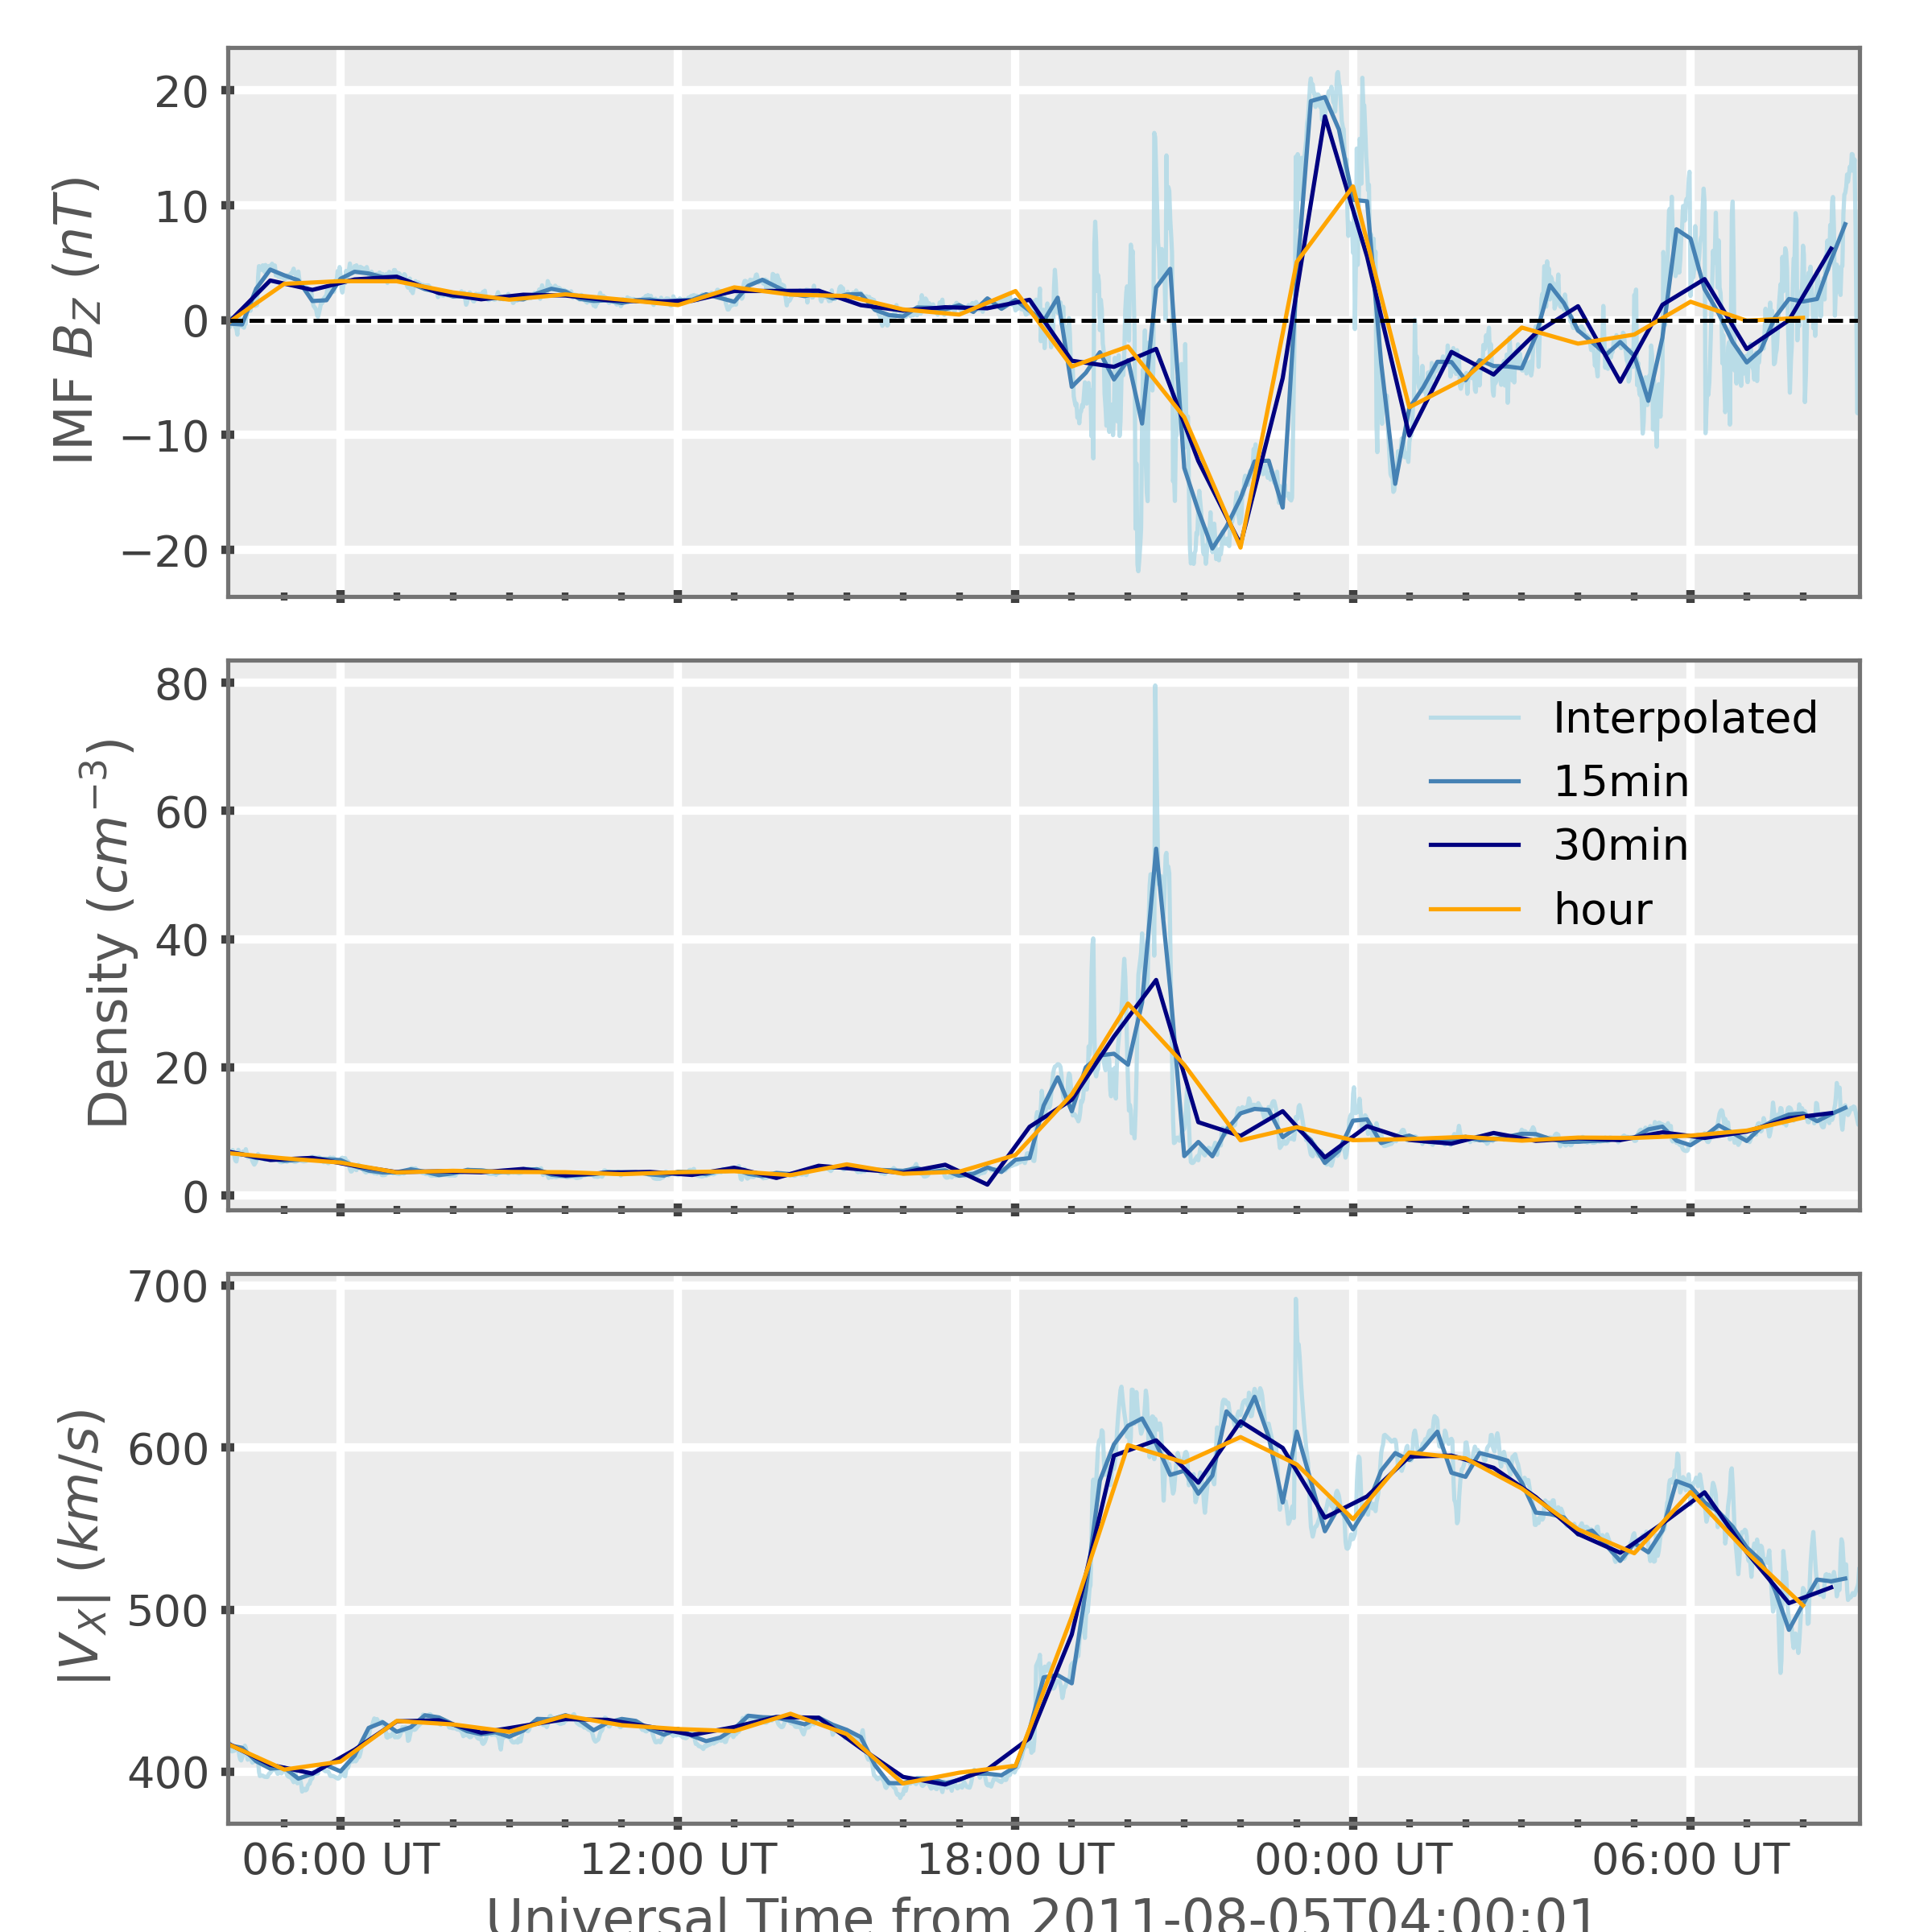 IMF B_Z (nT)
20
10
0
−10
−20
Density (cm⁻³)
80
60
40
20
0
Interpolated
15min
30min
hour
|V_X| (km/s)
700
600
500
400
06:00 UT 12:00 UT 18:00 UT 00:00 UT 06:00 UT
Universal Time from 2011-08-05T04:00:01